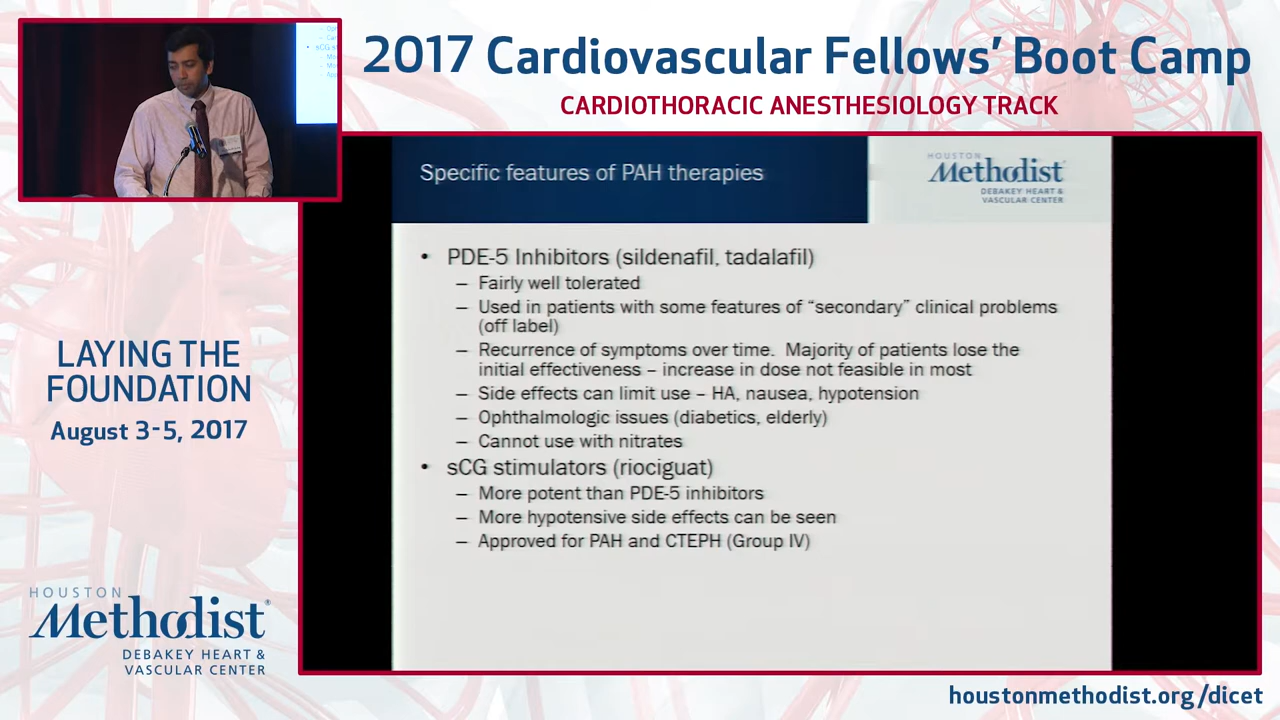 2017 Cardiovascular Fellows’ Boot Camp
CARDIOTHORACIC ANESTHESIOLOGY TRACK
Specific features of PAH therapies
HOUSTON
Methodist
DEBAKEY HEART &
VASCULAR CENTER
• PDE-5 Inhibitors (sildenafil, tadalafil)
– Fairly well tolerated
– Used in patients with some features of “secondary” clinical problems
(off label)
– Recurrence of symptoms over time. Majority of patients lose the
initial effectiveness – increase in dose not feasible in most
– Side effects can limit use – HA, nausea, hypotension
– Ophthalmologic issues (diabetics, elderly)
– Cannot use with nitrates
• sCG stimulators (riociguat)
– More potent than PDE-5 inhibitors
– More hypotensive side effects can be seen
– Approved for PAH and CTEPH (Group IV)
LAYING THE
FOUNDATION
August 3-5, 2017
HOUSTON
Methodist®
DEBAKEY HEART &
VASCULAR CENTER
houstonmethodist.org/dicet